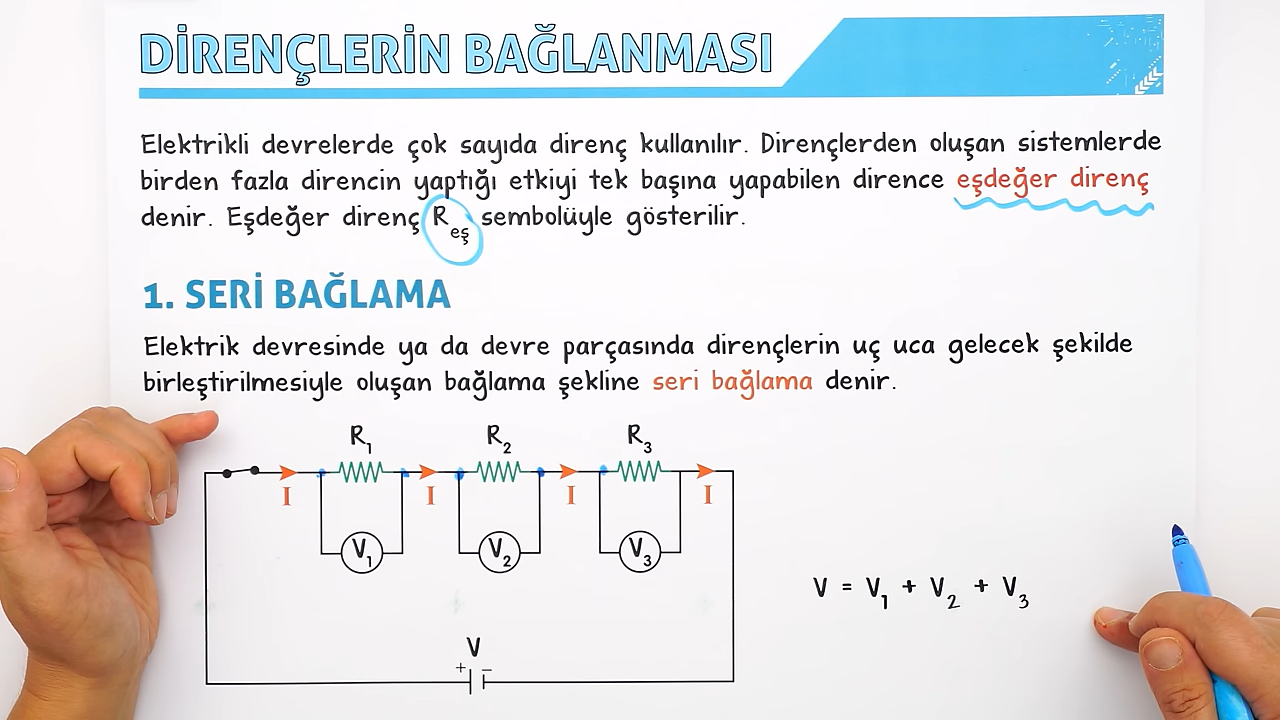 DİRENÇLERİN BAĞLANMASI
Elektrikli devrelerde çok sayıda direnç kullanılır. Dirençlerden oluşan sistemlerde
birden fazla direncin yaptığı etkiyi tek başına yapabilen dirence eşdeğer direnç
denir. Eşdeğer direnç Reş sembolüyle gösterilir.
1. SERİ BAĞLAMA
Elektrik devresinde ya da devre parçasında dirençlerin uç uca gelecek şekilde
birleştirilmesiyle oluşan bağlama şekline seri bağlama denir.
R1 R2 R3
I I I I
V1 V2 V3
V = V1 + V2 + V3
V
+ −